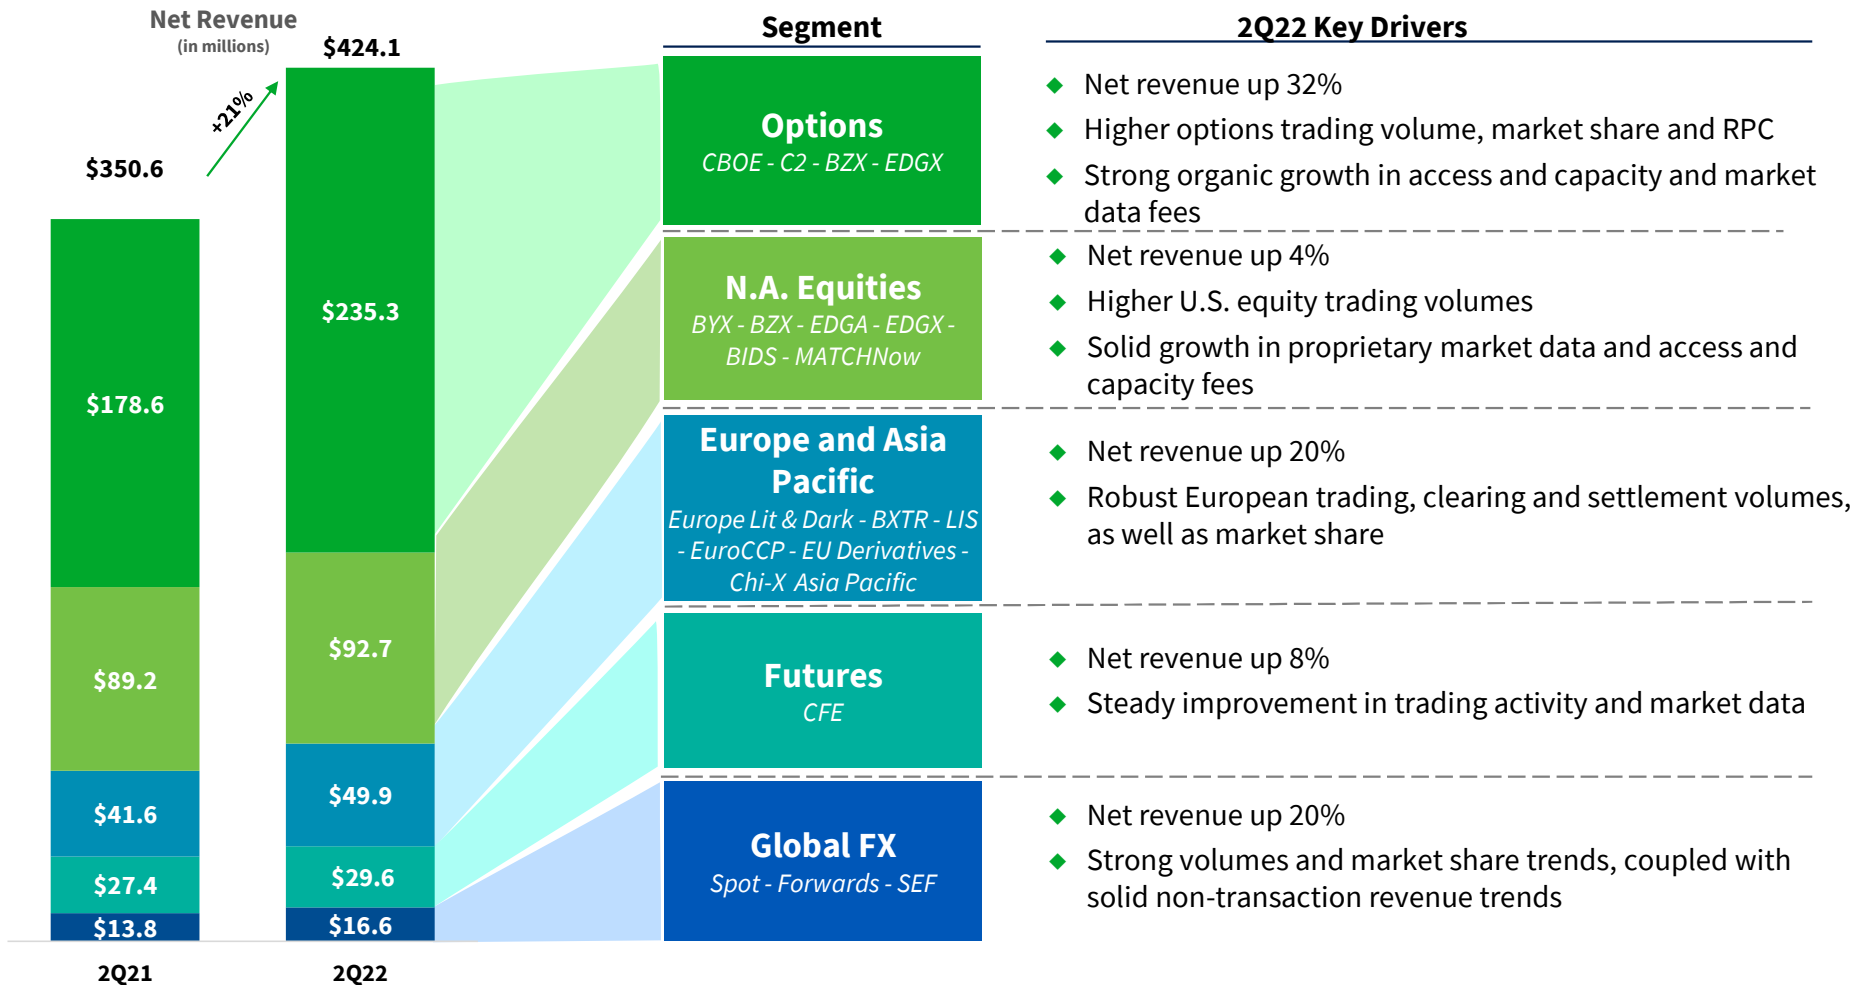 Net Revenue
(in millions)
$424.1
+21%
$350.6
$235.3
$178.6
$92.7
$89.2
$49.9
$41.6
$29.6
$27.4
$16.6
$13.8
2Q21
2Q22
Segment
2Q22 Key Drivers
Options
CBOE - C2 - BZX - EDGX
◆ Net revenue up 32%
◆ Higher options trading volume, market share and RPC
◆ Strong organic growth in access and capacity and market
data fees
N.A. Equities
BYX - BZX - EDGA - EDGX -
BIDS - MATCHNow
◆ Net revenue up 4%
◆ Higher U.S. equity trading volumes
◆ Solid growth in proprietary market data and access and
capacity fees
Europe and Asia
Pacific
Europe Lit & Dark - BXTR - LIS
- EuroCCP - EU Derivatives -
Chi-X Asia Pacific
◆ Net revenue up 20%
◆ Robust European trading, clearing and settlement volumes,
as well as market share
Futures
CFE
◆ Net revenue up 8%
◆ Steady improvement in trading activity and market data
Global FX
Spot - Forwards - SEF
◆ Net revenue up 20%
◆ Strong volumes and market share trends, coupled with
solid non-transaction revenue trends